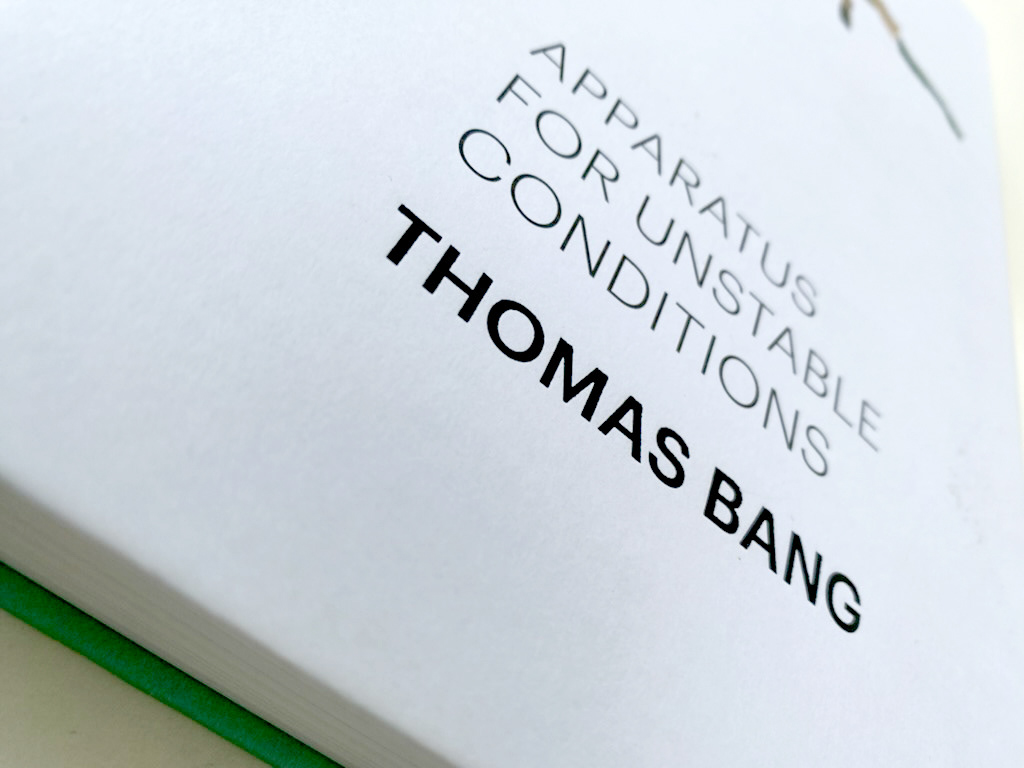 APPARATUS
FOR UNSTABLE
CONDITIONS
THOMAS BANG